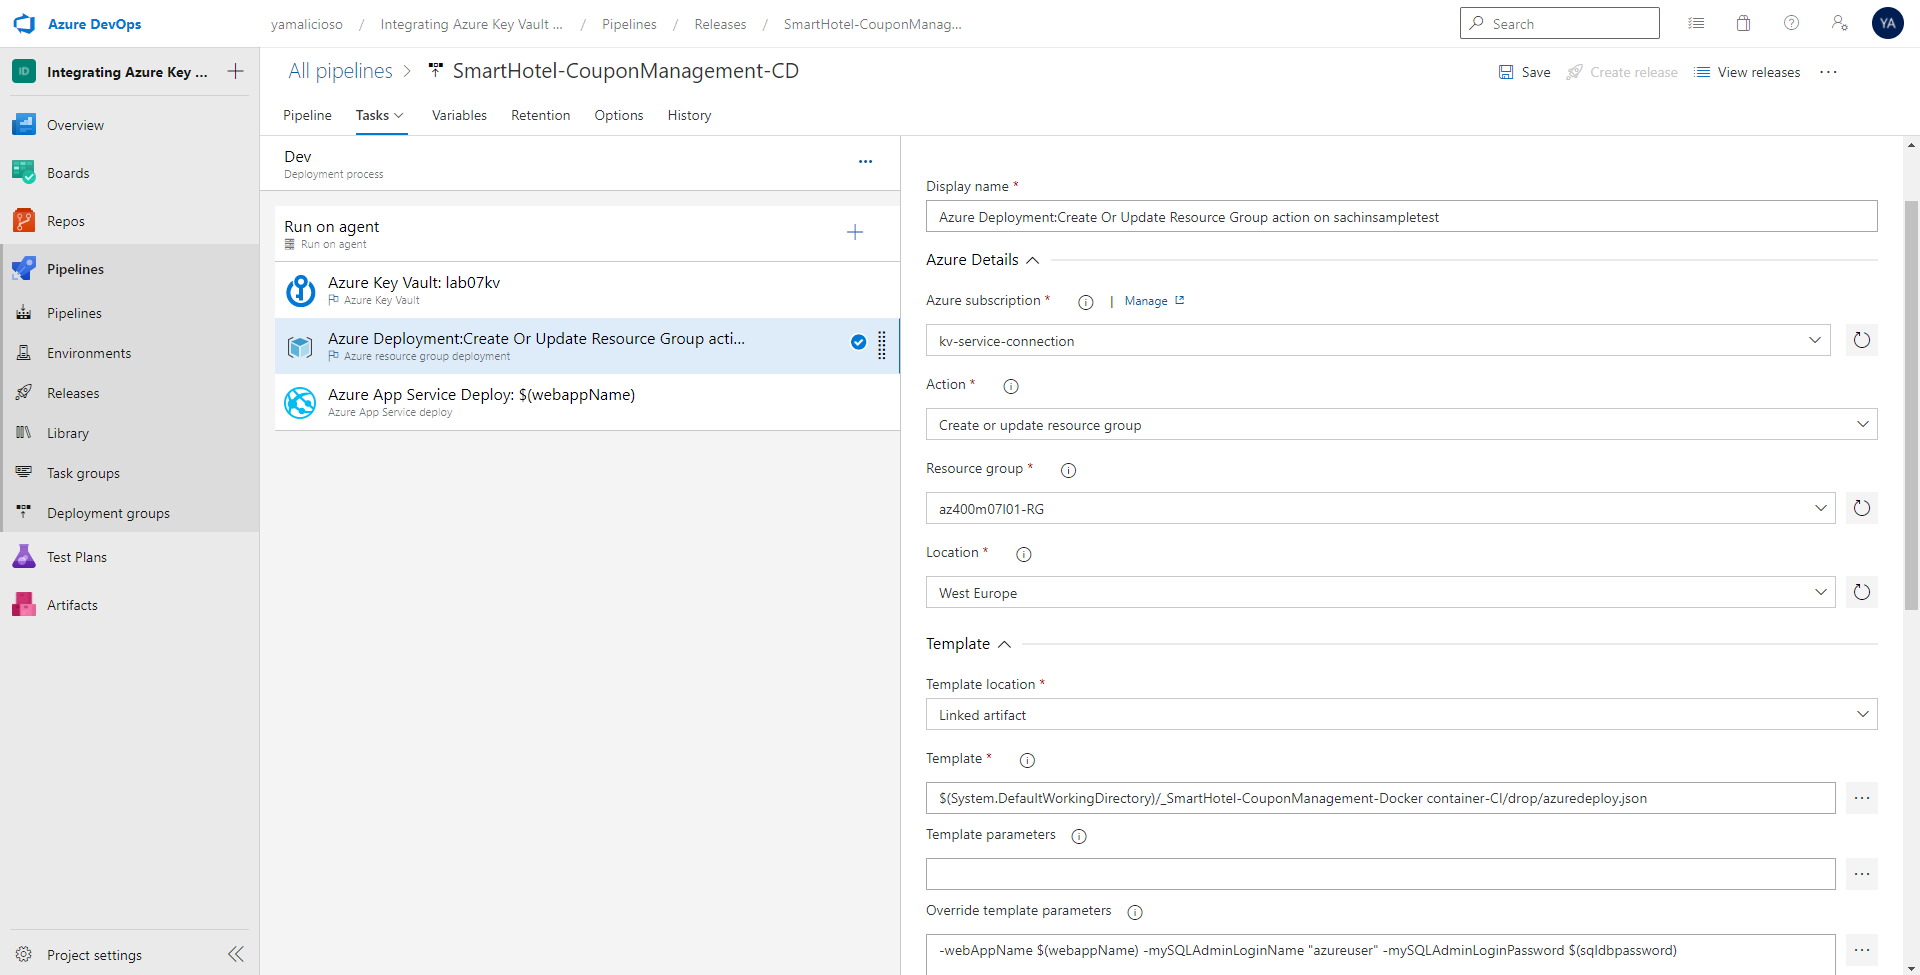 Azure DevOps
yamalicioso / Integrating Azure Key Vault ... / Pipelines / Releases / SmartHotel-CouponManag...
Search
YA
ID
Integrating Azure Key ...
Overview
Boards
Repos
Pipelines
Pipelines
Environments
Releases
Library
Task groups
Deployment groups
Test Plans
Artifacts
Project settings
All pipelines > SmartHotel-CouponManagement-CD
Save
Create release
View releases
...
Pipeline
Tasks
Variables
Retention
Options
History
Dev
Deployment process
...
Run on agent
Run on agent
Azure Key Vault: lab07kv
Azure Key Vault
Azure Deployment:Create Or Update Resource Group acti...
Azure resource group deployment
Azure App Service Deploy: $(webappName)
Azure App Service deploy
Display name *
Azure Deployment:Create Or Update Resource Group action on sachinsampletest
Azure Details
Azure subscription * | Manage
kv-service-connection
Action *
Create or update resource group
Resource group *
az400m07l01-RG
Location *
West Europe
Template
Template location *
Linked artifact
Template *
$(System.DefaultWorkingDirectory)/_SmartHotel-CouponManagement-Docker container-CI/drop/azuredeploy.json
...
Template parameters
...
Override template parameters
-webAppName $(webappName) -mySQLAdminLoginName "azureuser" -mySQLAdminLoginPassword $(sqldbpassword)
...